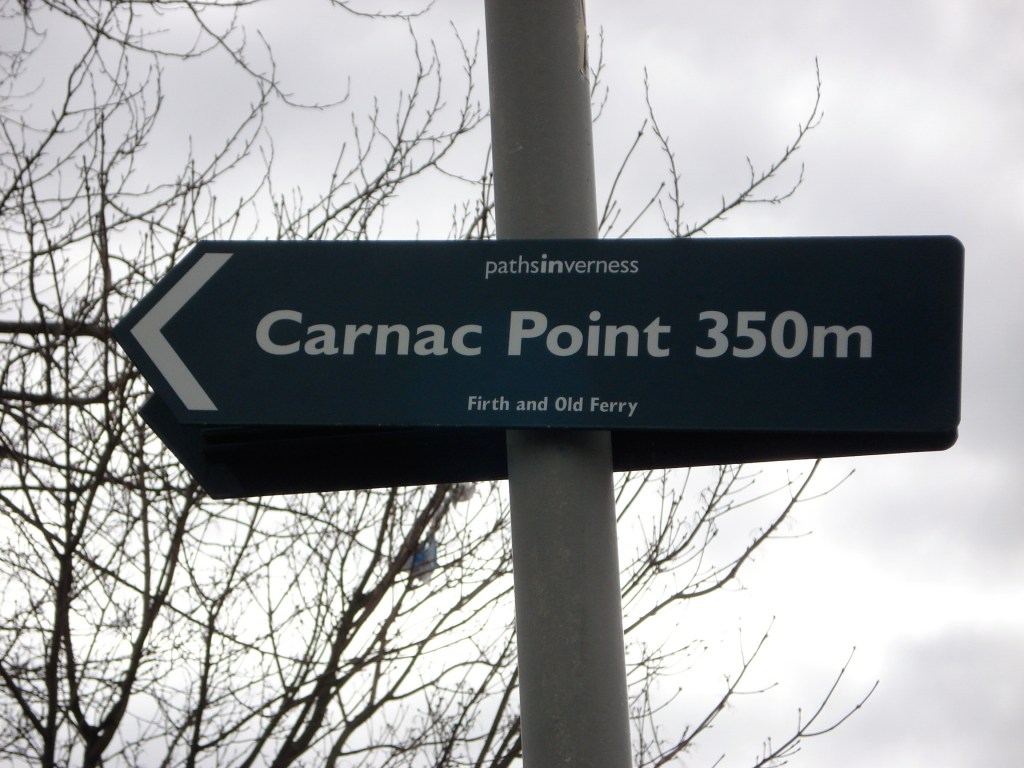 pathsinverness
Carnac Point 350m
Firth and Old Ferry